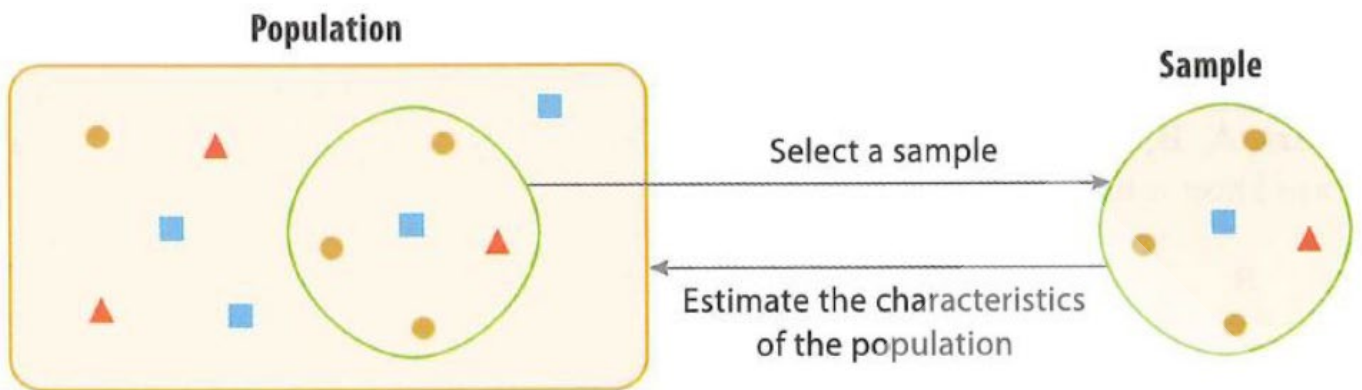 Population
Sample
Select a sample
Estimate the characteristics
of the population